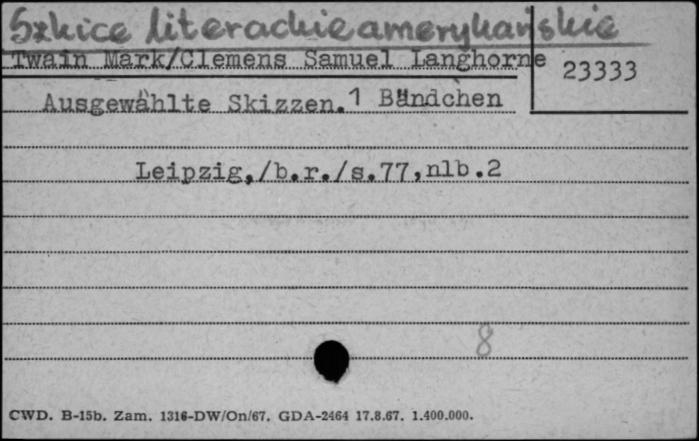 Szkice literackie amerykańskie
Twain Mark/Clemens Samuel Langhorne
23333
Ausgewählte Skizzen.1 Bändchen
Leipzig,/b.r./s.77,nlb.2
8
CWD. B-15b. Zam. 1316-DW/On/67. GDA-2464 17.8.67. 1.400.000.